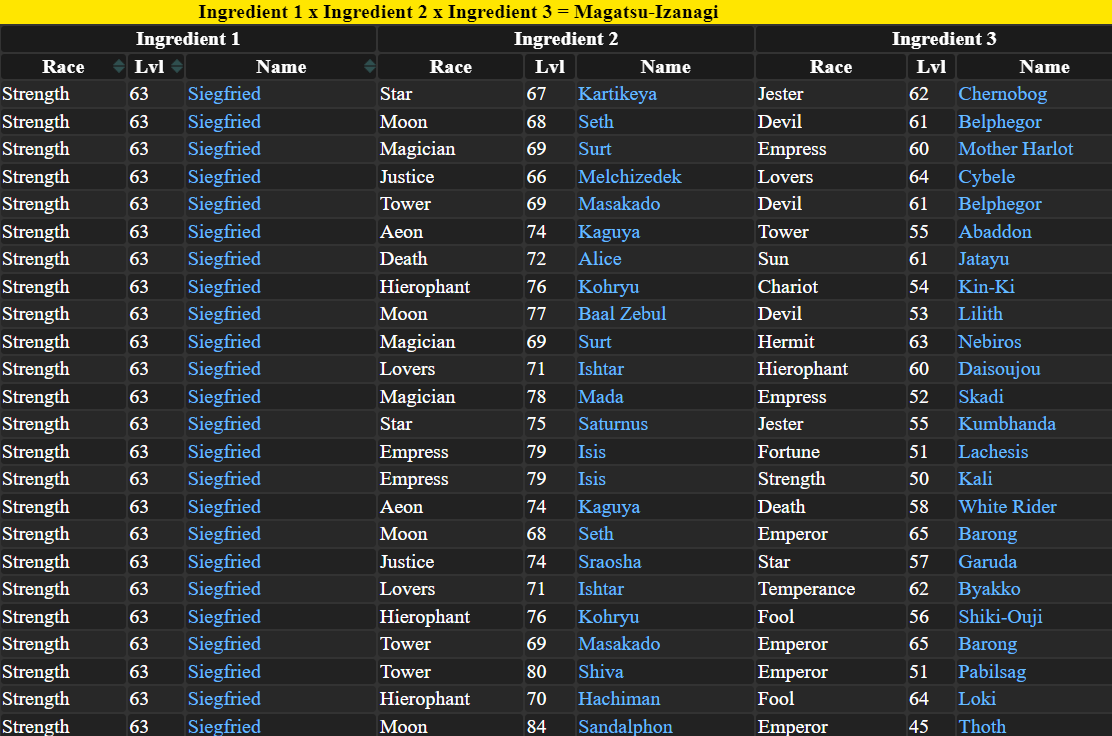 Ingredient 1 x Ingredient 2 x Ingredient 3 = Magatsu-Izanagi
Ingredient 1 Ingredient 2 Ingredient 3
Race Lvl Name Race Lvl Name Race Lvl Name
Strength 63 Siegfried Star 67 Kartikeya Jester 62 Chernobog
Strength 63 Siegfried Moon 68 Seth Devil 61 Belphegor
Strength 63 Siegfried Magician 69 Surt Empress 60 Mother Harlot
Strength 63 Siegfried Justice 66 Melchizedek Lovers 64 Cybele
Strength 63 Siegfried Tower 69 Masakado Devil 61 Belphegor
Strength 63 Siegfried Aeon 74 Kaguya Tower 55 Abaddon
Strength 63 Siegfried Death 72 Alice Sun 61 Jatayu
Strength 63 Siegfried Hierophant 76 Kohryu Chariot 54 Kin-Ki
Strength 63 Siegfried Moon 77 Baal Zebul Devil 53 Lilith
Strength 63 Siegfried Magician 69 Surt Hermit 63 Nebiros
Strength 63 Siegfried Lovers 71 Ishtar Hierophant 60 Daisoujou
Strength 63 Siegfried Magician 78 Mada Empress 52 Skadi
Strength 63 Siegfried Star 75 Saturnus Jester 55 Kumbhanda
Strength 63 Siegfried Empress 79 Isis Fortune 51 Lachesis
Strength 63 Siegfried Empress 79 Isis Strength 50 Kali
Strength 63 Siegfried Aeon 74 Kaguya Death 58 White Rider
Strength 63 Siegfried Moon 68 Seth Emperor 65 Barong
Strength 63 Siegfried Justice 74 Sraosha Star 57 Garuda
Strength 63 Siegfried Lovers 71 Ishtar Temperance 62 Byakko
Strength 63 Siegfried Hierophant 76 Kohryu Fool 56 Shiki-Ouji
Strength 63 Siegfried Tower 69 Masakado Emperor 65 Barong
Strength 63 Siegfried Tower 80 Shiva Emperor 51 Pabilsag
Strength 63 Siegfried Hierophant 70 Hachiman Fool 64 Loki
Strength 63 Siegfried Moon 84 Sandalphon Emperor 45 Thoth